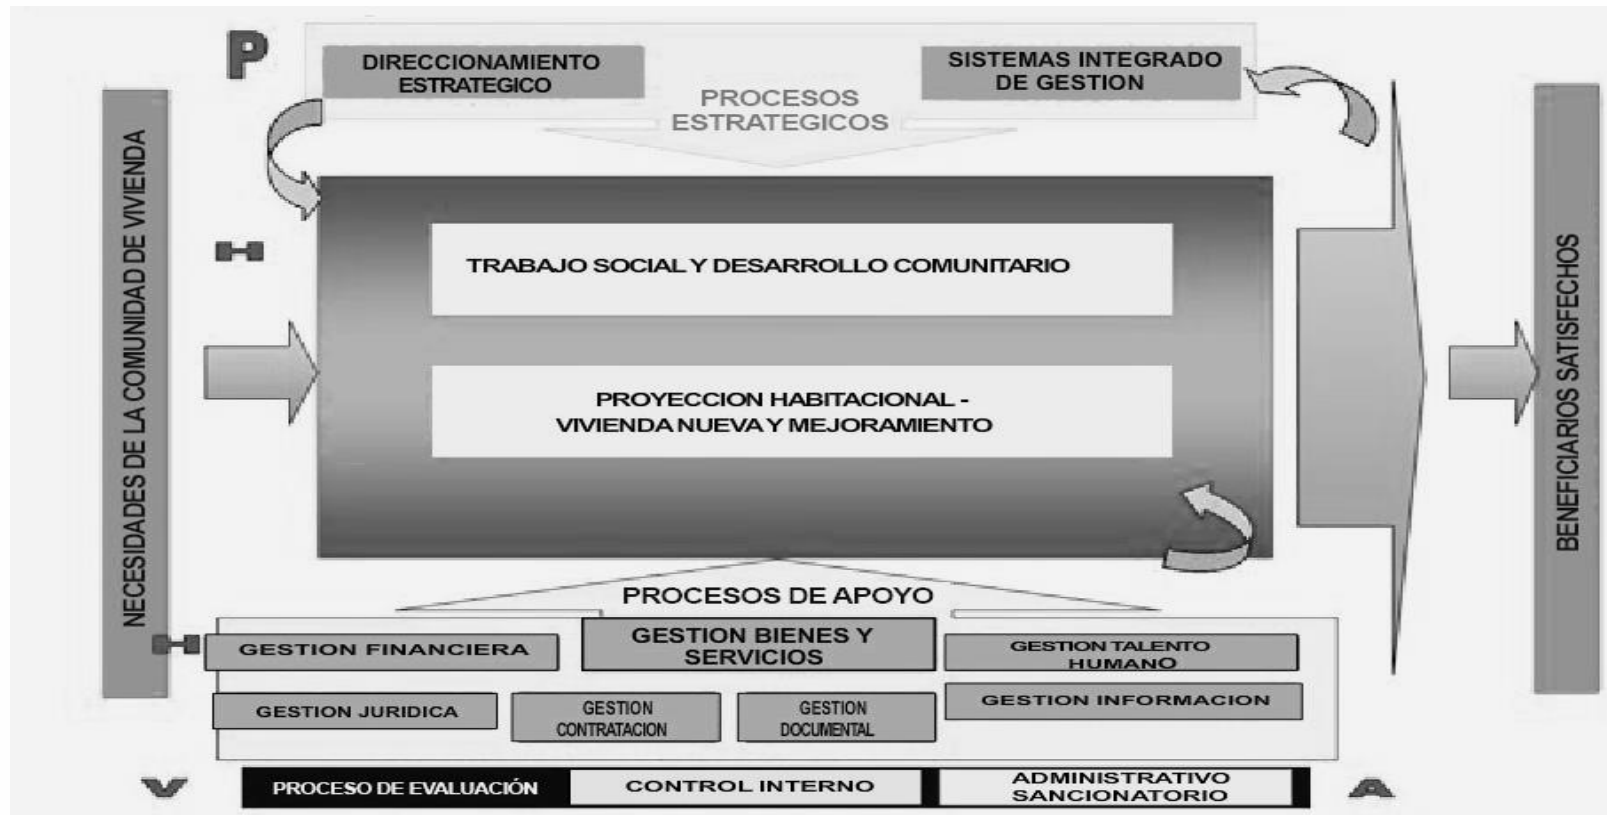 P
DIRECCIONAMIENTO
ESTRATEGICO
SISTEMAS INTEGRADO
DE GESTION
PROCESOS
ESTRATEGICOS
NECESIDADES DE LA COMUNIDAD DE VIVIENDA
H
TRABAJO SOCIAL Y DESARROLLO COMUNITARIO
PROYECCION HABITACIONAL -
VIVIENDA NUEVA Y MEJORAMIENTO
BENEFICIARIOS SATISFECHOS
PROCESOS DE APOYO
H
GESTION FINANCIERA
GESTION BIENES Y
SERVICIOS
GESTION TALENTO
HUMANO
GESTION JURIDICA
GESTION
CONTRATACION
GESTION
DOCUMENTAL
GESTION INFORMACION
V
PROCESO DE EVALUACIÓN
CONTROL INTERNO
ADMINISTRATIVO
SANCIONATORIO
A